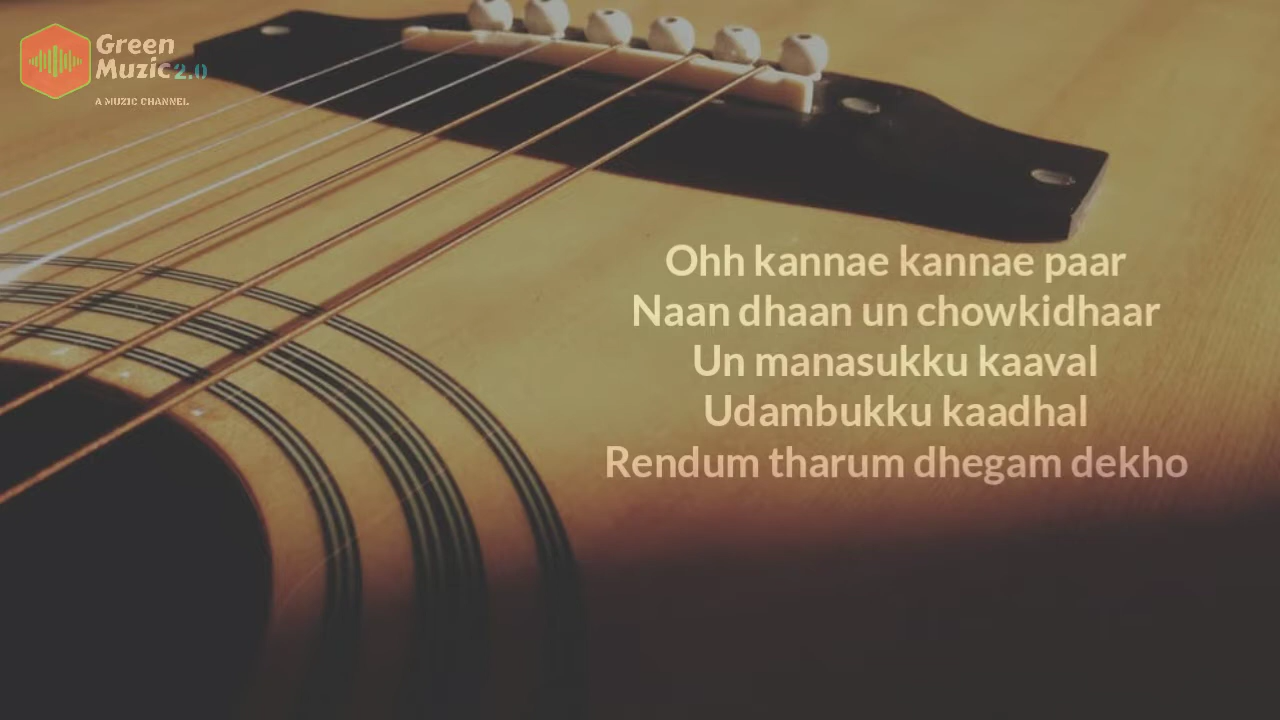 Green
Muzic 2.0
A MUZIC CHANNEL
Ohh kannae kannae paar
Naan dhaan un chowkidhaar
Un manasukku kaaval
Udambukku kaadhal
Rendum tharum dhegam dekho